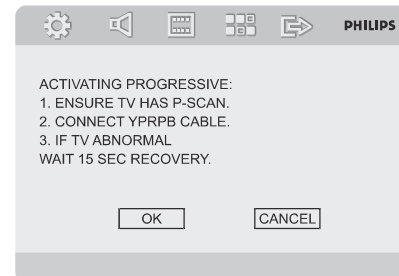 PHILIPS
ACTIVATING PROGRESSIVE:
1. ENSURE TV HAS P-SCAN.
2. CONNECT YPRPB CABLE.
3. IF TV ABNORMAL
WAIT 15 SEC RECOVERY.
OK CANCEL